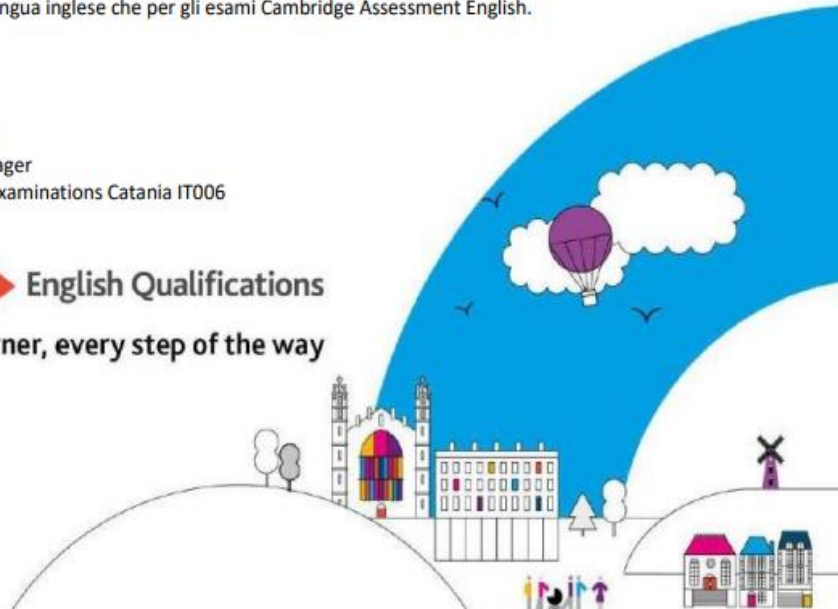 ngua inglese che per gli esami Cambridge Assessment English.
ager
xaminations Catania IT006
English Qualifications
ner, every step of the way